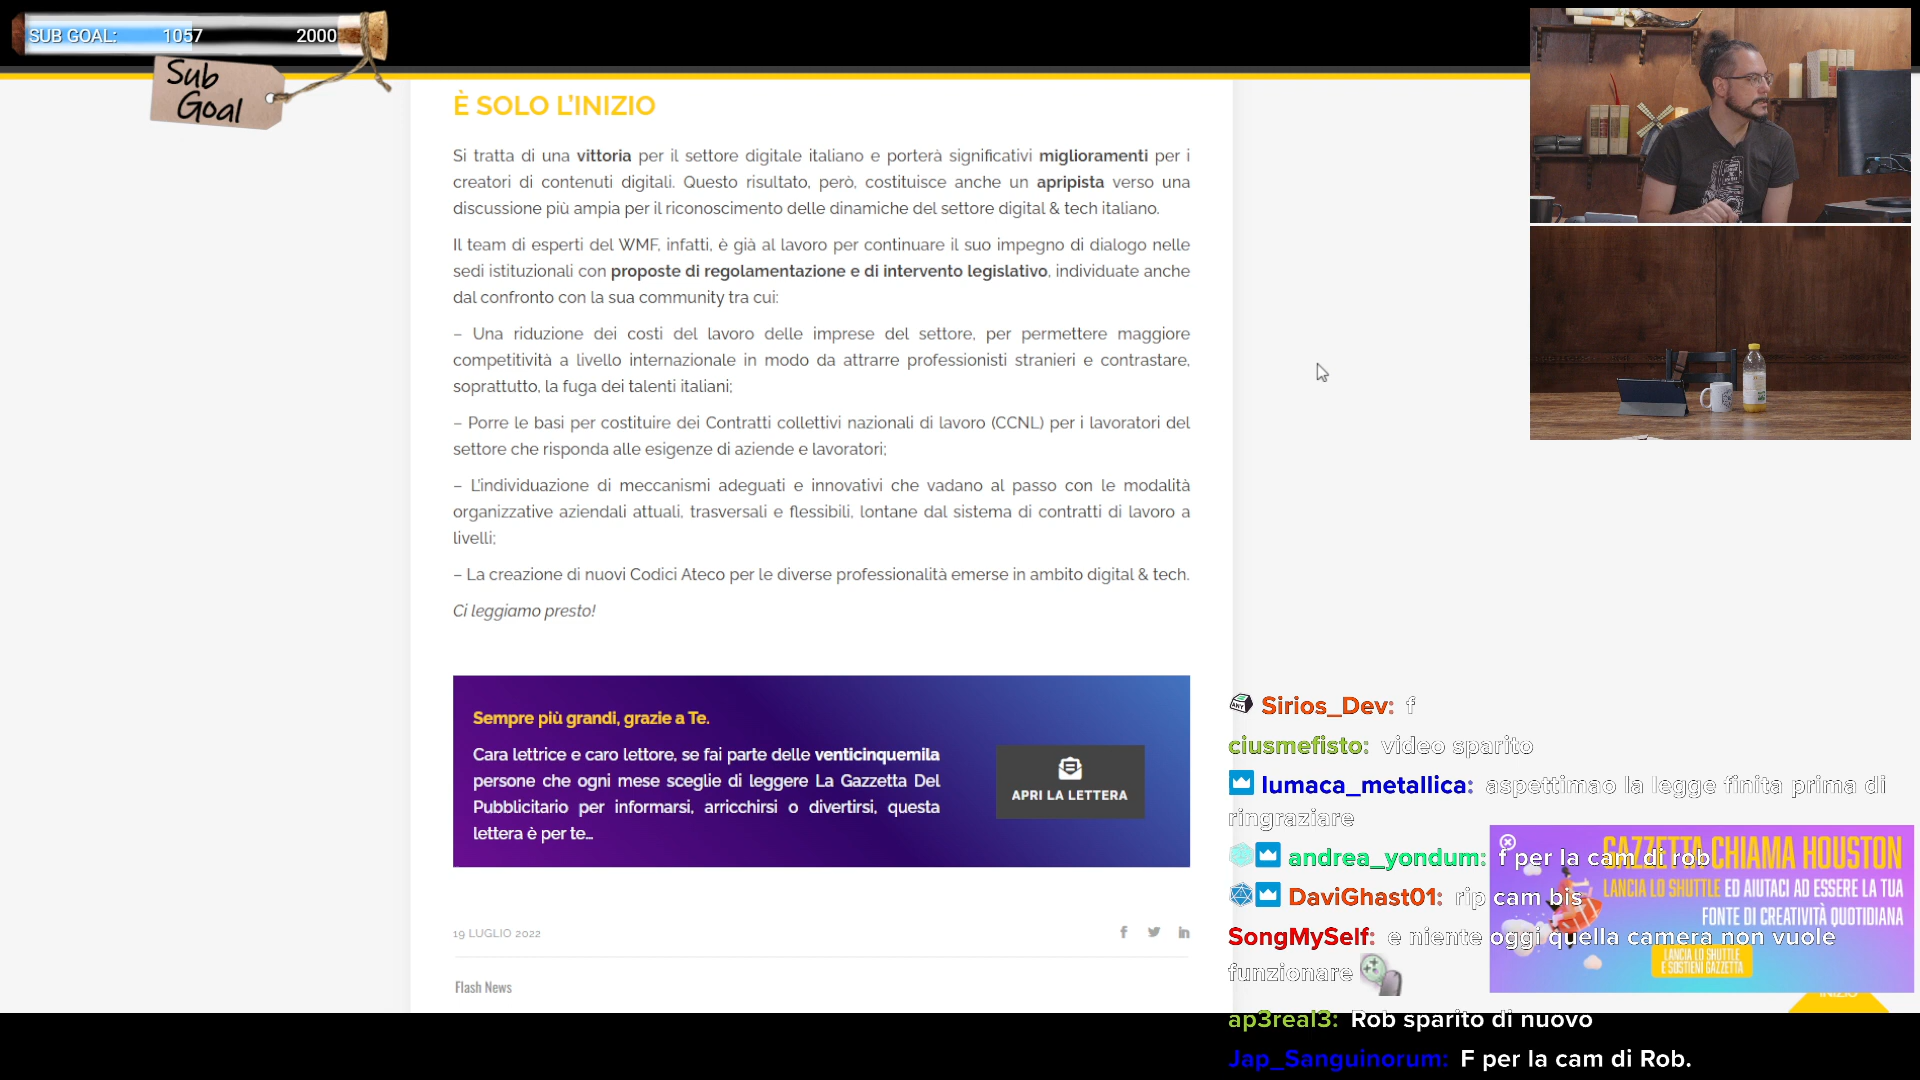 SUB GOAL: 1057 2000
Sub
Goal
È SOLO L'INIZIO
Si tratta di una vittoria per il settore digitale italiano e porterà significativi miglioramenti per i
creatori di contenuti digitali. Questo risultato, però, costituisce anche un apripista verso una
discussione più ampia per il riconoscimento delle dinamiche del settore digital & tech italiano.
Il team di esperti del WMF, infatti, è già al lavoro per continuare il suo impegno di dialogo nelle
sedi istituzionali con proposte di regolamentazione e di intervento legislativo, individuate anche
dal confronto con la sua community tra cui:
– Una riduzione dei costi del lavoro delle imprese del settore, per permettere maggiore
competitività a livello internazionale in modo da attrarre professionisti stranieri e contrastare,
soprattutto, la fuga dei talenti italiani;
– Porre le basi per costituire dei Contratti collettivi nazionali di lavoro (CCNL) per i lavoratori del
settore che risponda alle esigenze di aziende e lavoratori;
– L'individuazione di meccanismi adeguati e innovativi che vadano al passo con le modalità
organizzative aziendali attuali, trasversali e flessibili, lontane dal sistema di contratti di lavoro a
livelli;
– La creazione di nuovi Codici Ateco per le diverse professionalità emerse in ambito digital & tech.
Ci leggiamo presto!
Sempre più grandi, grazie a Te.
Cara lettrice e caro lettore, se fai parte delle venticinquemila
persone che ogni mese sceglie di leggere La Gazzetta Del
Pubblicitario per informarsi, arricchirsi o divertirsi, questa
lettera è per te…
APRI LA LETTERA
19 LUGLIO 2022
Flash News
Sirios_Dev: f
ciusmefisto: video sparito
lumaca_metallica: aspettimao la legge finita prima di
ringraziare
andrea_yondum: f per la cam di rob
DaviGhast01: rip cam bis
SongMySelf: e niente oggi quella camera non vuole
funzionare
ap3real3: Rob sparito di nuovo
Jap_Sanguinorum: F per la cam di Rob.
GAZZETTA CHIAMA HOUSTON
LANCIA LO SHUTTLE ED AIUTACI AD ESSERE LA TUA
FONTE DI CREATIVITÀ QUOTIDIANA
LANCIA LO SHUTTLE
E SOSTIENI GAZZETTA
INIZIO